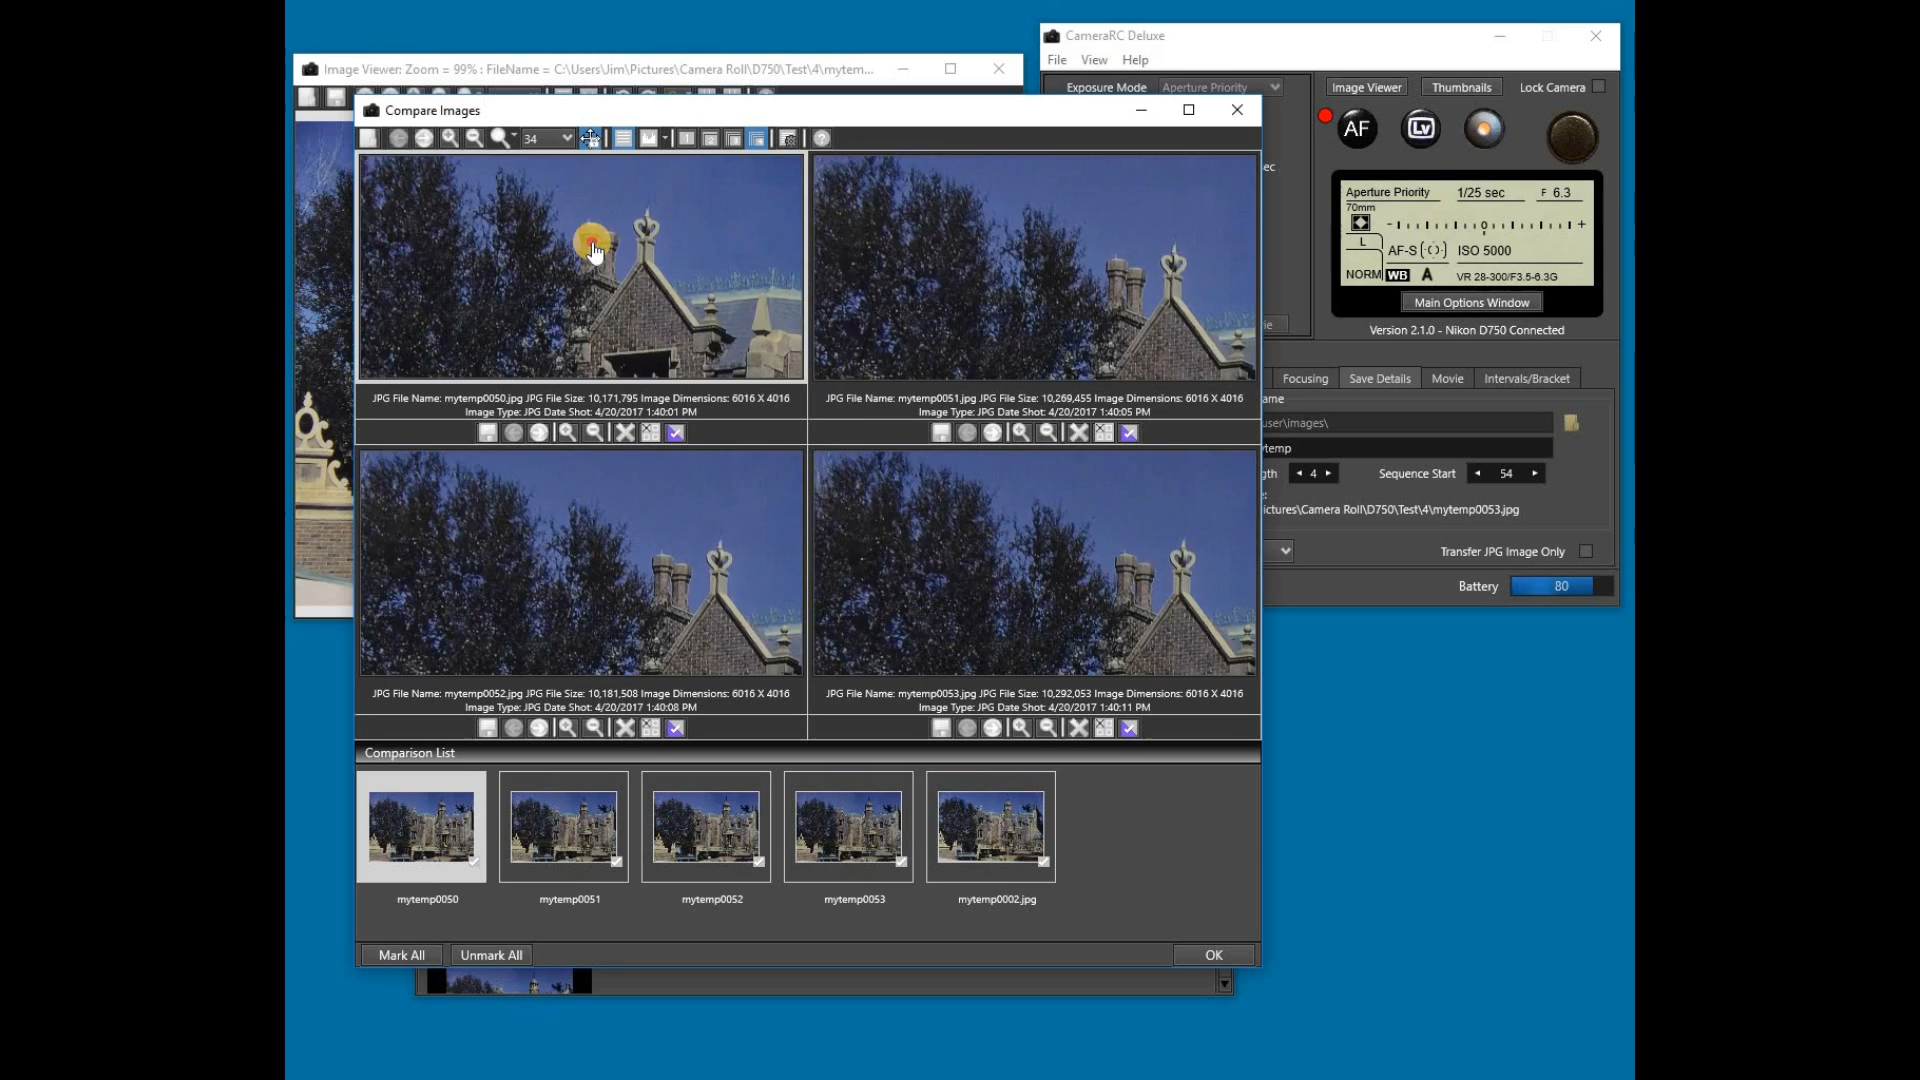 Image Viewer: Zoom = 99% : FileName = C:\Users\Jim\Pictures\Camera Roll\D750\Test\4\mytem...
CameraRC Deluxe
File View Help
Exposure Mode Aperture Priority
Image Viewer Thumbnails Lock Camera
AF Lv
ec
Aperture Priority 1/25 sec F 6.3
70mm
- 0 +
L AF-S ISO 5000
NORM WB A VR 28-300/F3.5-6.3G
Main Options Window
ie
Version 2.1.0 - Nikon D750 Connected
Focusing Save Details Movie Intervals/Bracket
ame
user\images\
temp
gth 4 Sequence Start 54
ictures\Camera Roll\D750\Test\4\mytemp0053.jpg
Transfer JPG Image Only
Battery 80
Compare Images
34
JPG File Name: mytemp0050.jpg JPG File Size: 10,171,795 Image Dimensions: 6016 X 4016
Image Type: JPG Date Shot: 4/20/2017 1:40:01 PM
JPG File Name: mytemp0051.jpg JPG File Size: 10,269,455 Image Dimensions: 6016 X 4016
Image Type: JPG Date Shot: 4/20/2017 1:40:05 PM
JPG File Name: mytemp0052.jpg JPG File Size: 10,181,508 Image Dimensions: 6016 X 4016
Image Type: JPG Date Shot: 4/20/2017 1:40:08 PM
JPG File Name: mytemp0053.jpg JPG File Size: 10,292,053 Image Dimensions: 6016 X 4016
Image Type: JPG Date Shot: 4/20/2017 1:40:11 PM
Comparison List
mytemp0050 mytemp0051 mytemp0052 mytemp0053 mytemp0002.jpg
Mark All Unmark All OK